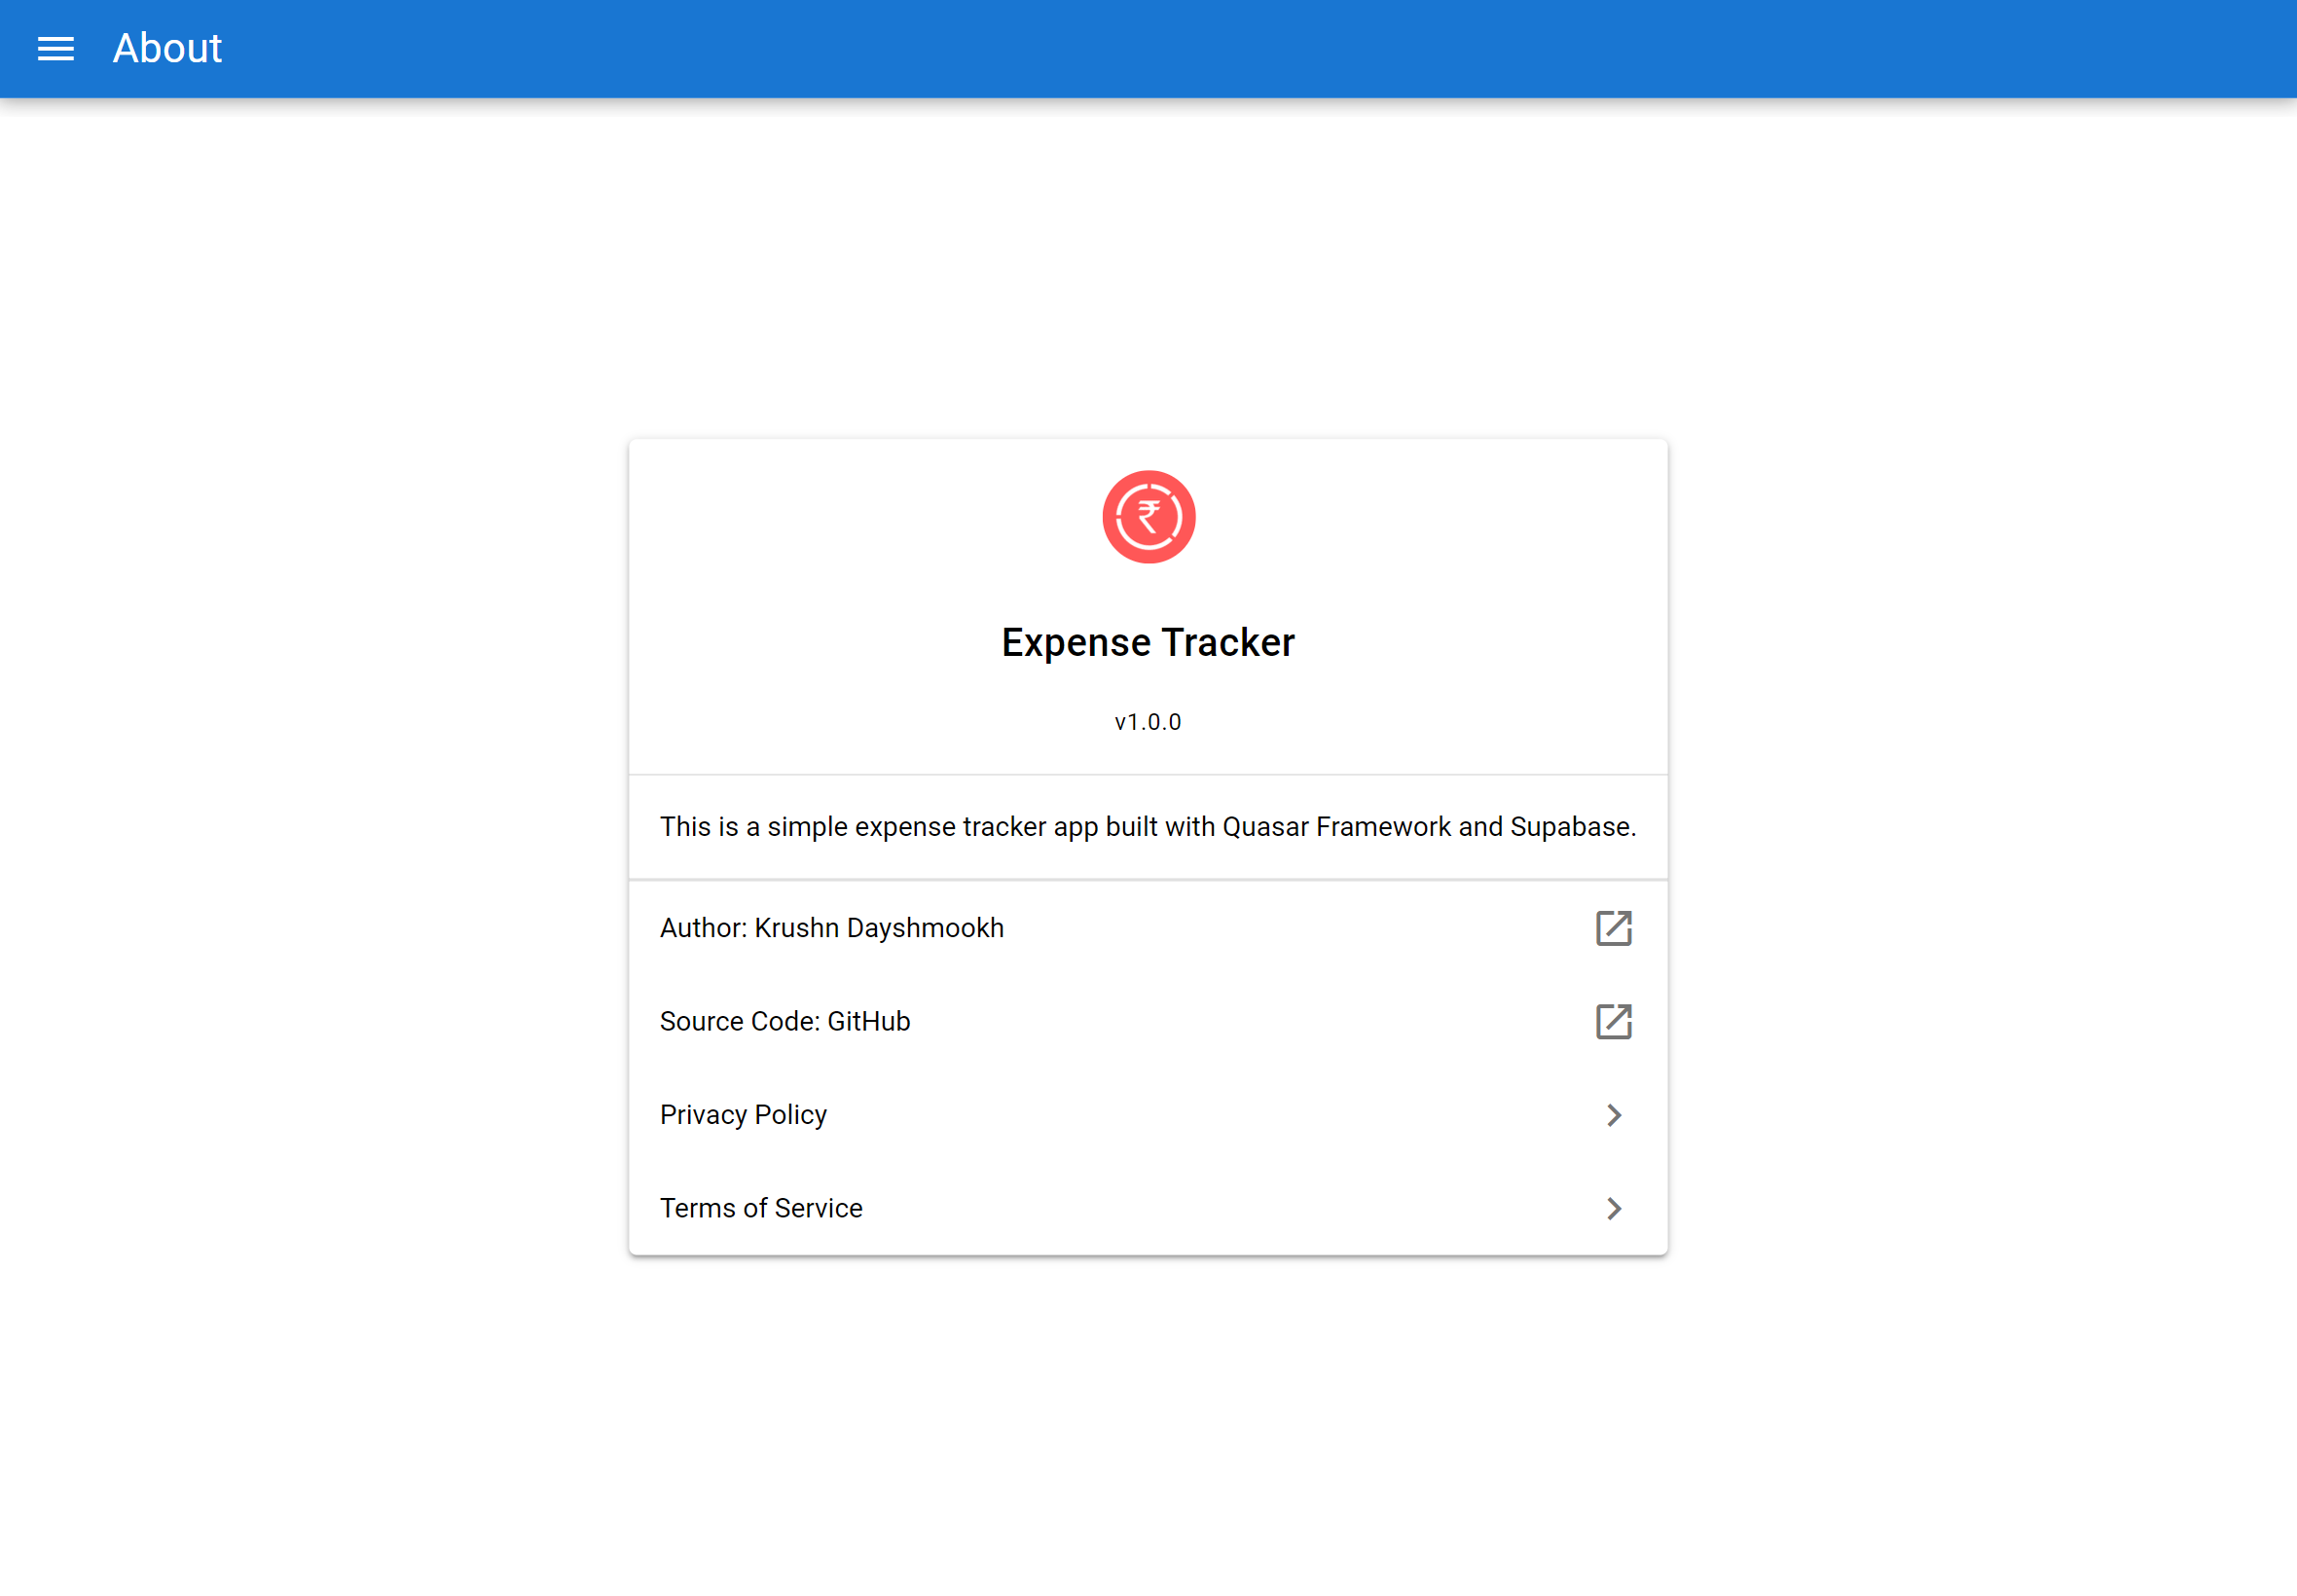 About
₹
Expense Tracker
v1.0.0
This is a simple expense tracker app built with Quasar Framework and Supabase.
Author: Krushn Dayshmookh
Source Code: GitHub
Privacy Policy
Terms of Service